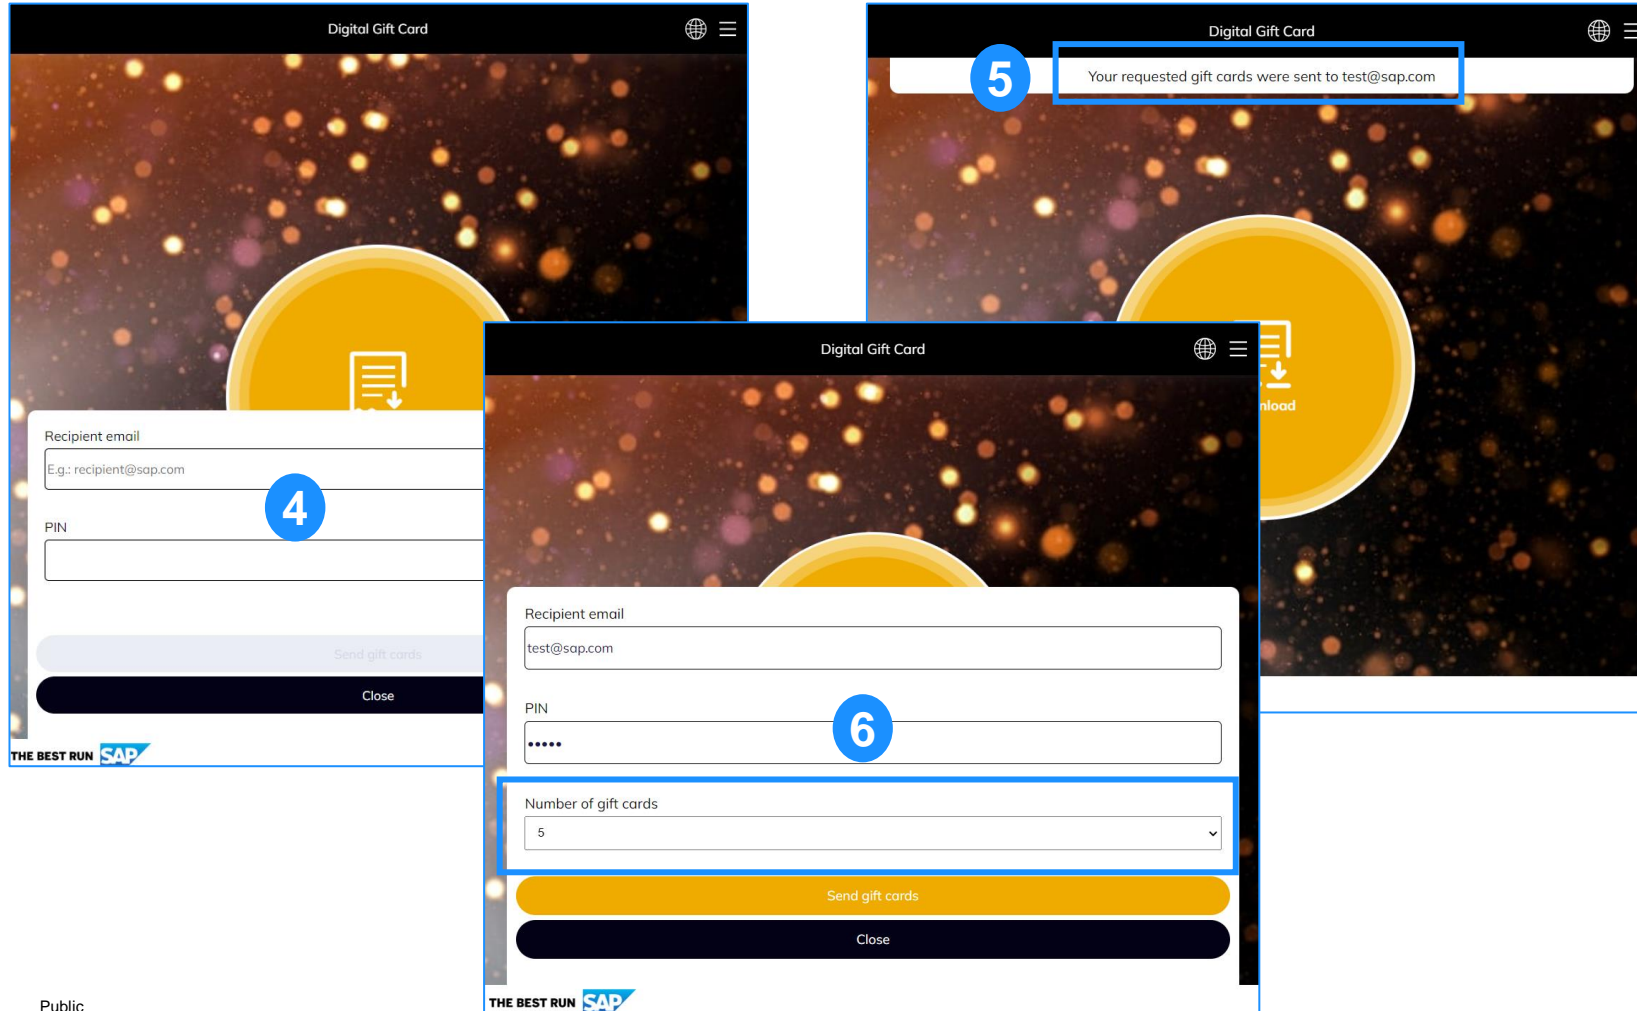 Digital Gift Card
Recipient email
E.g.: recipient@sap.com
4
PIN
Send gift cards
Close
THE BEST RUN SAP
Digital Gift Card
5
Your requested gift cards were sent to test@sap.com
nload
Digital Gift Card
Recipient email
test@sap.com
PIN
•••••
6
Number of gift cards
5
Send gift cards
Close
THE BEST RUN SAP
Public